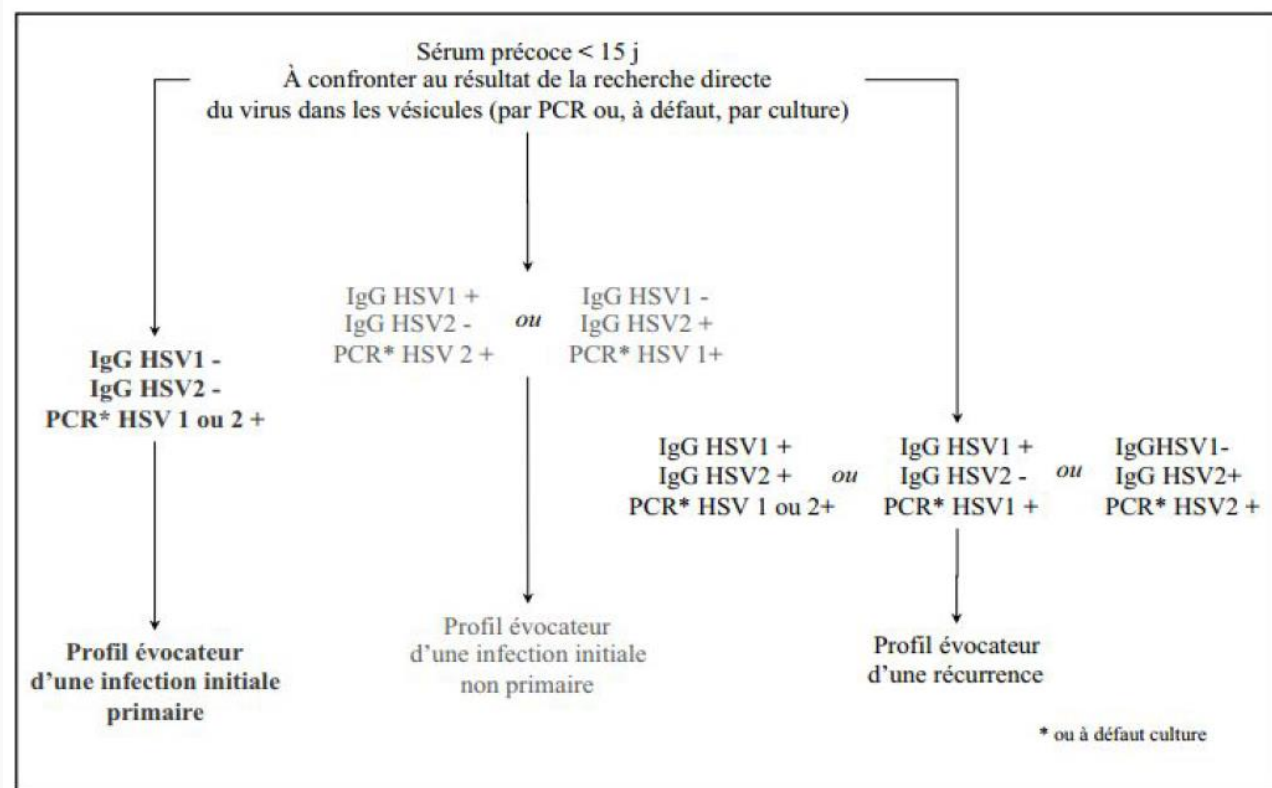 Sérum précoce < 15 j
À confronter au résultat de la recherche directe
du virus dans les vésicules (par PCR ou, à défaut, par culture)
IgG HSV1 -
IgG HSV2 -
PCR* HSV 1 ou 2 +
IgG HSV1 +
IgG HSV2 -
PCR* HSV 2 +
ou
IgG HSV1 -
IgG HSV2 +
PCR* HSV 1+
IgG HSV1 +
IgG HSV2 +
PCR* HSV 1 ou 2+
ou
IgG HSV1 +
IgG HSV2 -
PCR* HSV1 +
ou
IgGHSV1-
IgG HSV2+
PCR* HSV2 +
Profil évocateur
d’une infection initiale
primaire
Profil évocateur
d’une infection initiale
non primaire
Profil évocateur
d’une récurrence
* ou à défaut culture